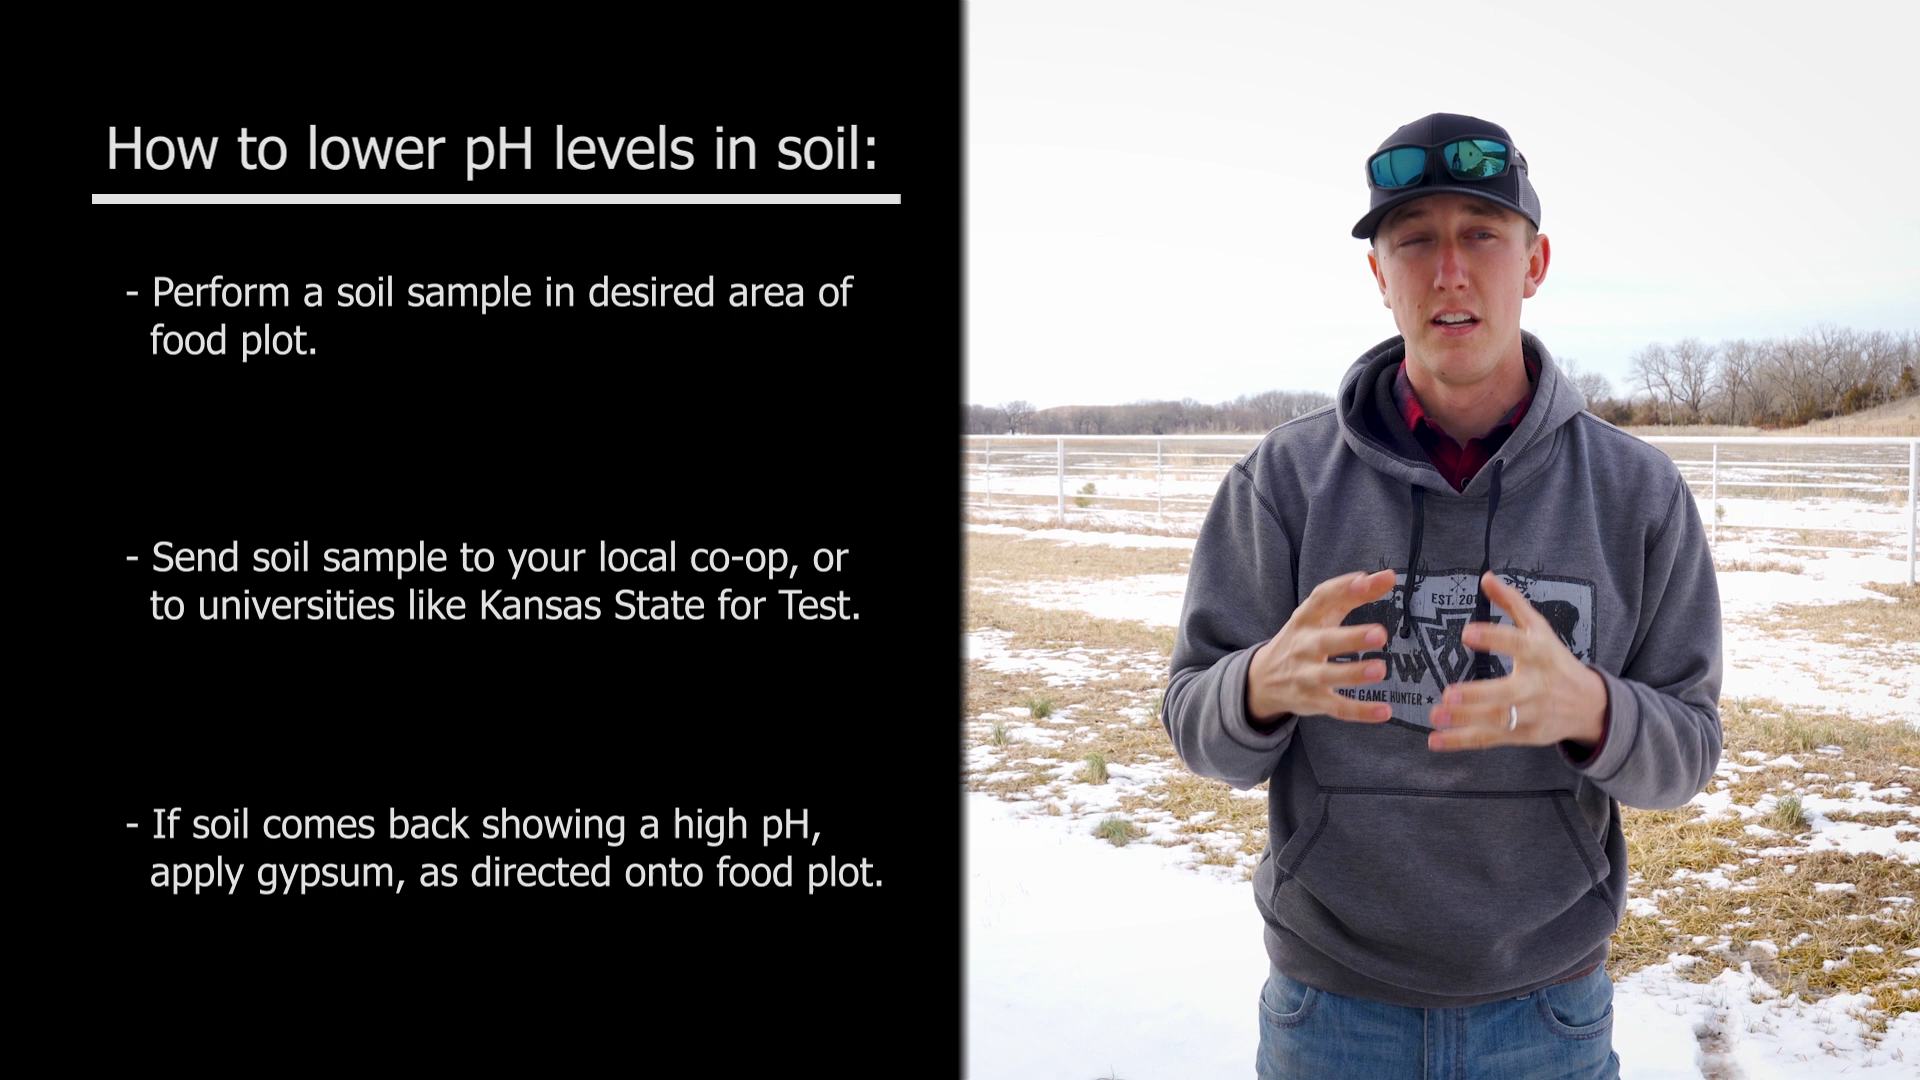 How to lower pH levels in soil:
- Perform a soil sample in desired area of
food plot.
- Send soil sample to your local co-op, or
to universities like Kansas State for Test.
- If soil comes back showing a high pH,
apply gypsum, as directed onto food plot.
EST. 201
BIG GAME HUNTER